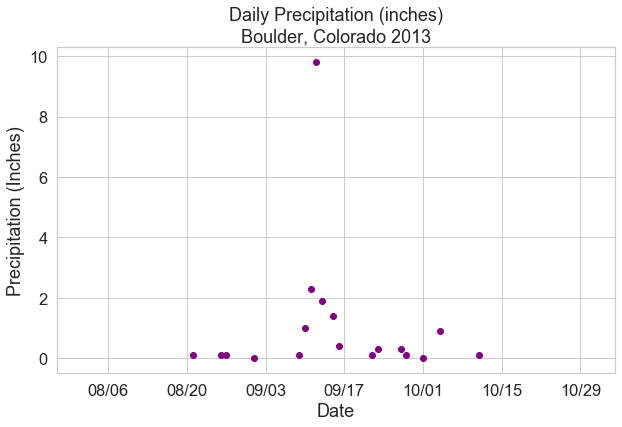 Daily Precipitation (inches)
Boulder, Colorado 2013
10
8
6
4
2
0
Precipitation (Inches)
08/06 08/20 09/03 09/17 10/01 10/15 10/29
Date